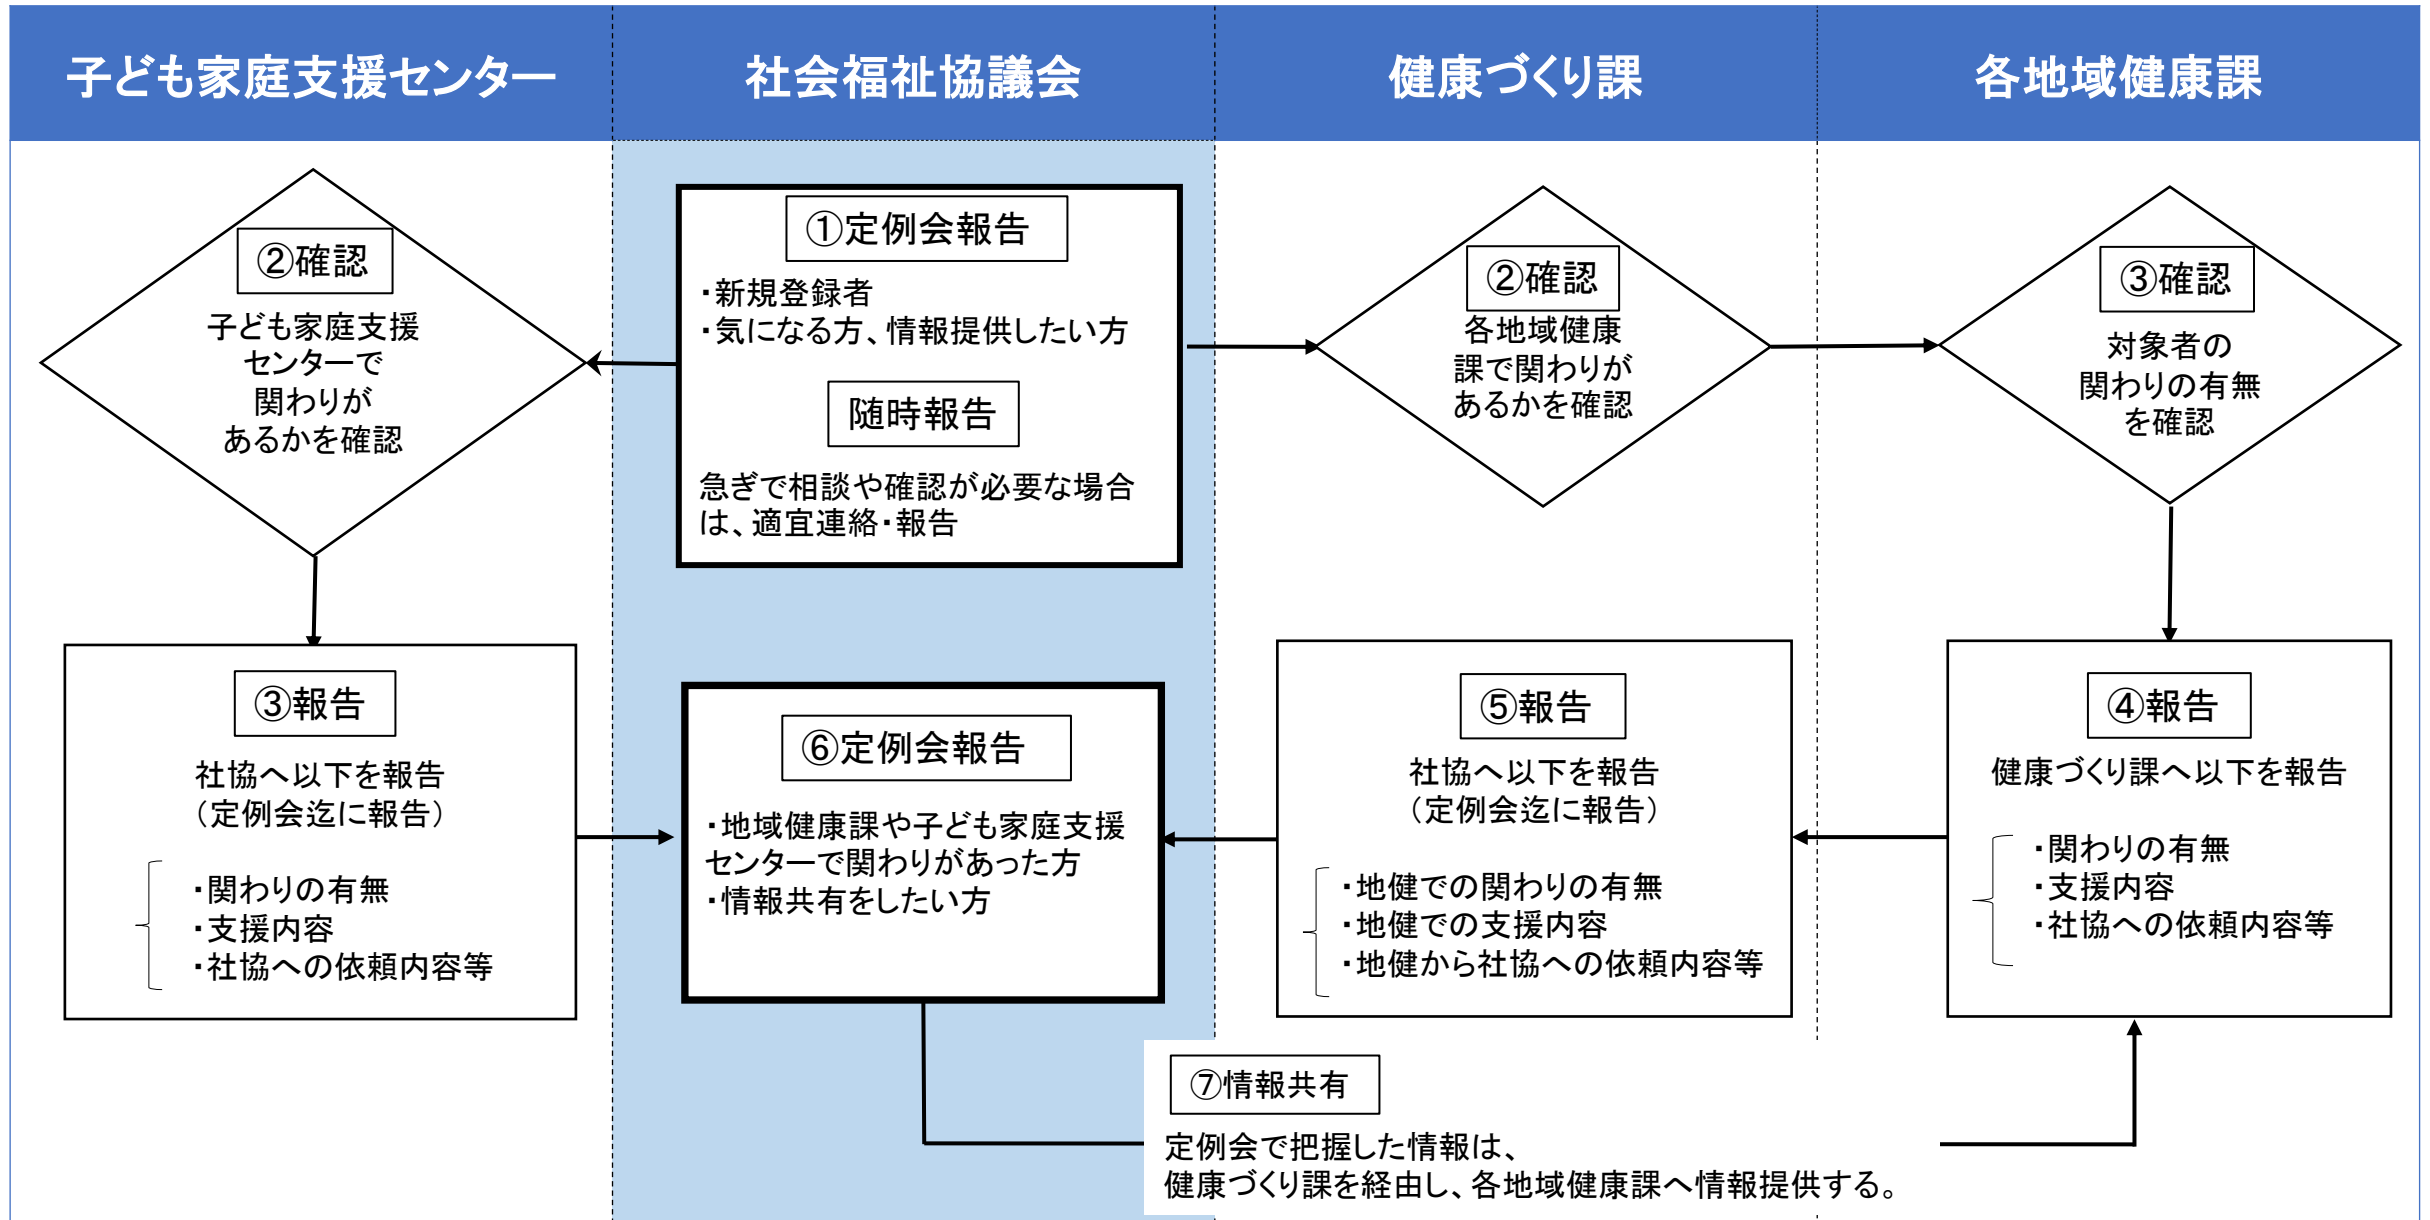 子ども家庭支援センター
社会福祉協議会
健康づくり課
各地域健康課
②確認
子ども家庭支援
センターで
関わりが
あるかを確認
①定例会報告
・新規登録者
・気になる方、情報提供したい方
随時報告
急ぎで相談や確認が必要な場合
は、適宜連絡・報告
②確認
各地域健康
課で関わりが
あるかを確認
③確認
対象者の
関わりの有無
を確認
③報告
社協へ以下を報告
（定例会迄に報告）
・関わりの有無
・支援内容
・社協への依頼内容等
⑥定例会報告
・地域健康課や子ども家庭支援
センターで関わりがあった方
・情報共有をしたい方
⑤報告
社協へ以下を報告
（定例会迄に報告）
・地健での関わりの有無
・地健での支援内容
・地健から社協への依頼内容等
④報告
健康づくり課へ以下を報告
・関わりの有無
・支援内容
・社協への依頼内容等
⑦情報共有
定例会で把握した情報は、
健康づくり課を経由し、各地域健康課へ情報提供する。